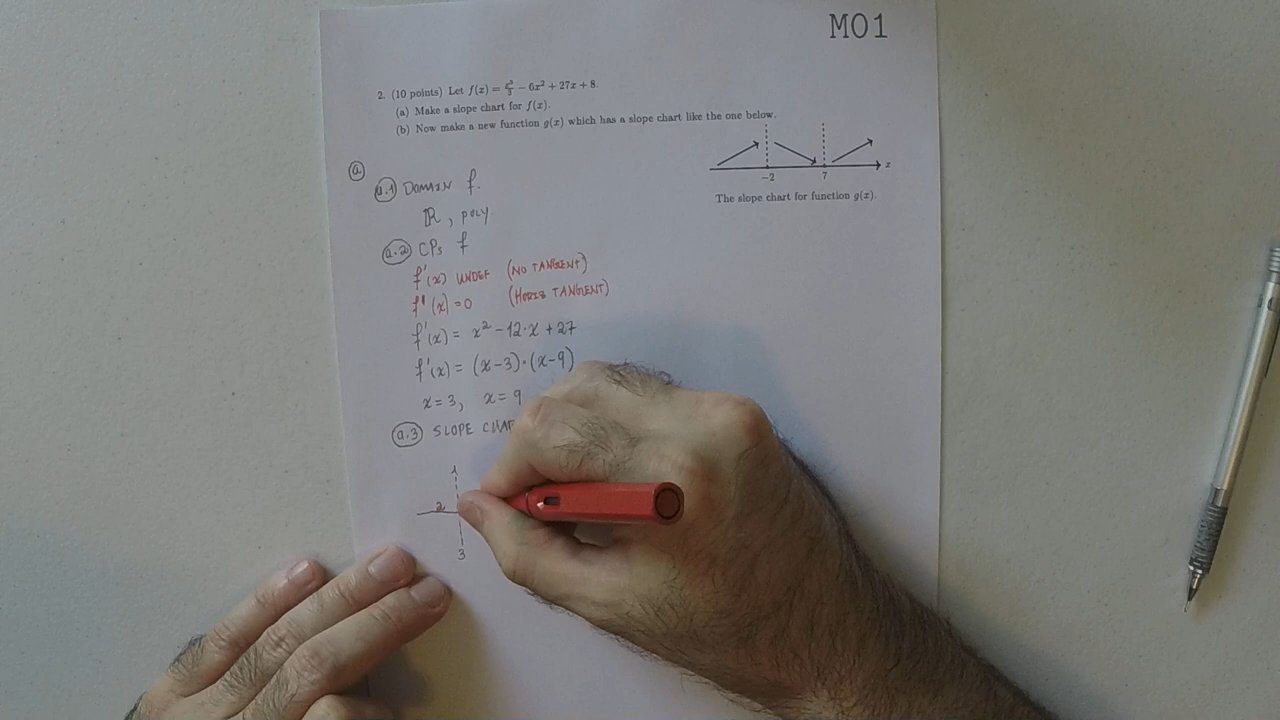 M01
2. (10 points) Let f(x) = x³/3 − 6x² + 27x + 8.
(a) Make a slope chart for f(x).
(b) Now make a new function g(x) which has a slope chart like the one below.
−2 7 x
The slope chart for function g(x).
a
a.1 DOMAIN f.
ℝ, POLY
a.2 CPs f
f'(x) UNDEF (NO TANGENT)
f'(x) = 0 (HORIZ TANGENT)
f'(x) = x² − 12·x + 27
f'(x) = (x−3)·(x−9)
x = 3, x = 9
a.3 SLOPE CHA
2
3